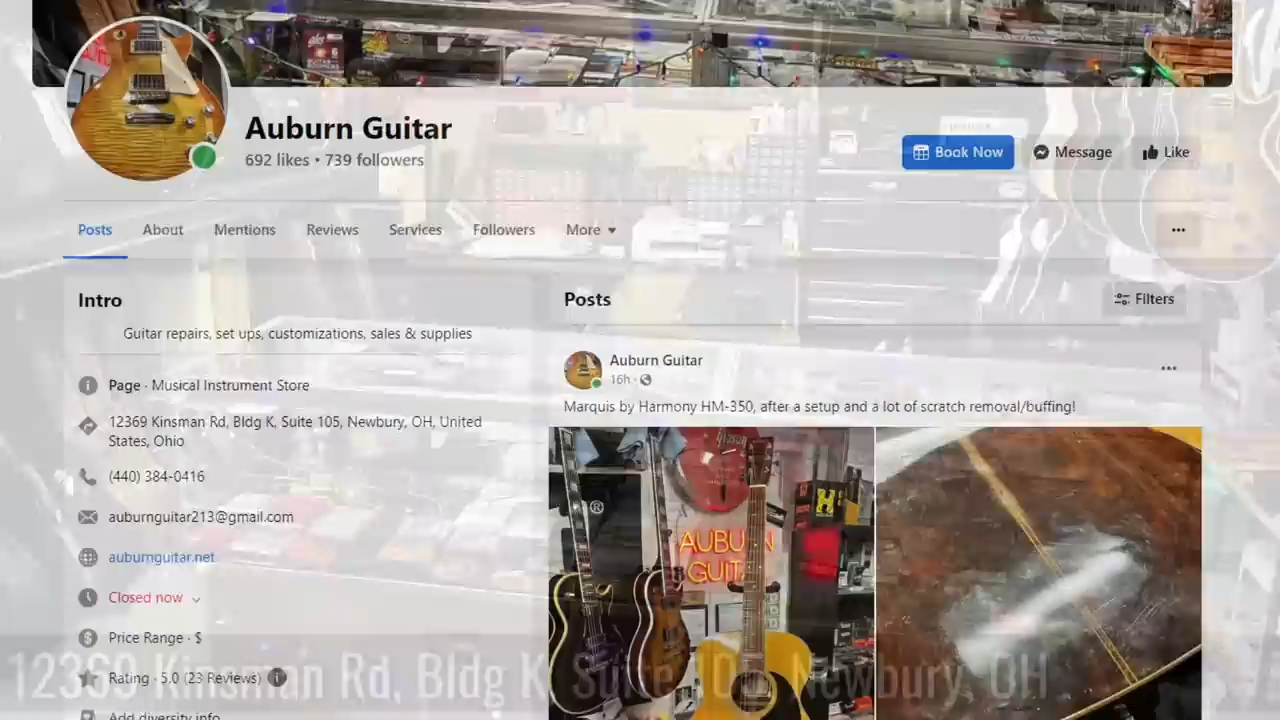 Auburn Guitar
692 likes • 739 followers
Book Now
Message
Like
Posts
About
Mentions
Reviews
Services
Followers
More
Intro
Guitar repairs, set ups, customizations, sales & supplies
Page · Musical Instrument Store
12369 Kinsman Rd, Bldg K, Suite 105, Newbury, OH, United
States, Ohio
(440) 384-0416
auburnguitar213@gmail.com
auburnguitar.net
Closed now
Price Range · $
Rating · 5.0 (23 Reviews)
Add diversity info
Posts
Filters
Auburn Guitar
16h ·
Marquis by Harmony HM-350, after a setup and a lot of scratch removal/buffing!
AUBURN
GUITAR
12369 Kinsman Rd, Bldg K, Suite 105, Newbury, OH